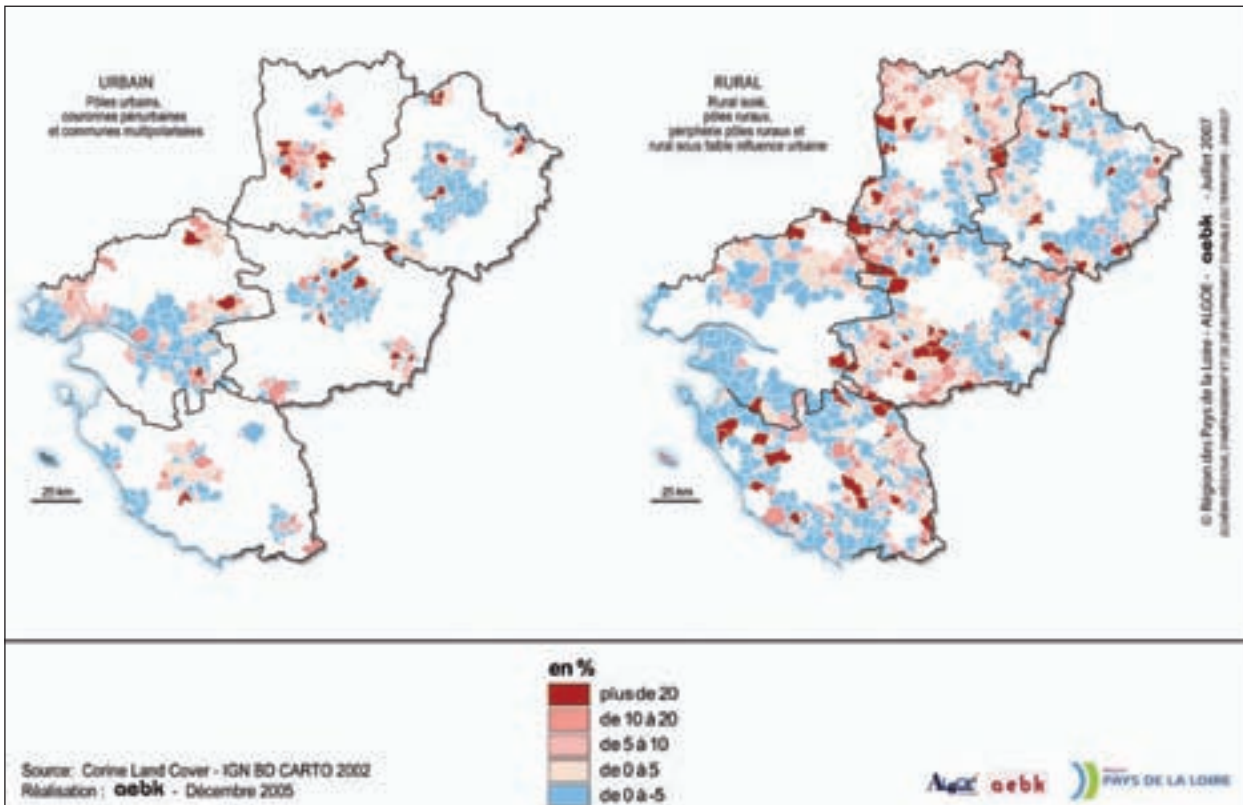 URBAIN
Pôles urbains,
couronnes périurbaines
et communes multipolarisées
25 km
RURAL
Rural isolé,
pôles ruraux,
périphérie pôles ruraux et
rural sous faible influence urbaine
25 km
© Région des Pays de la Loire - ALGOE - aebk - Juillet 2007
en %
plus de 20
de 10 à 20
de 5 à 10
de 0 à 5
de 0 à -5
Source: Corine Land Cover - IGN BD CARTO 2002
Réalisation : aebk - Décembre 2005
ALGOE
aebk
PAYS DE LA LOIRE